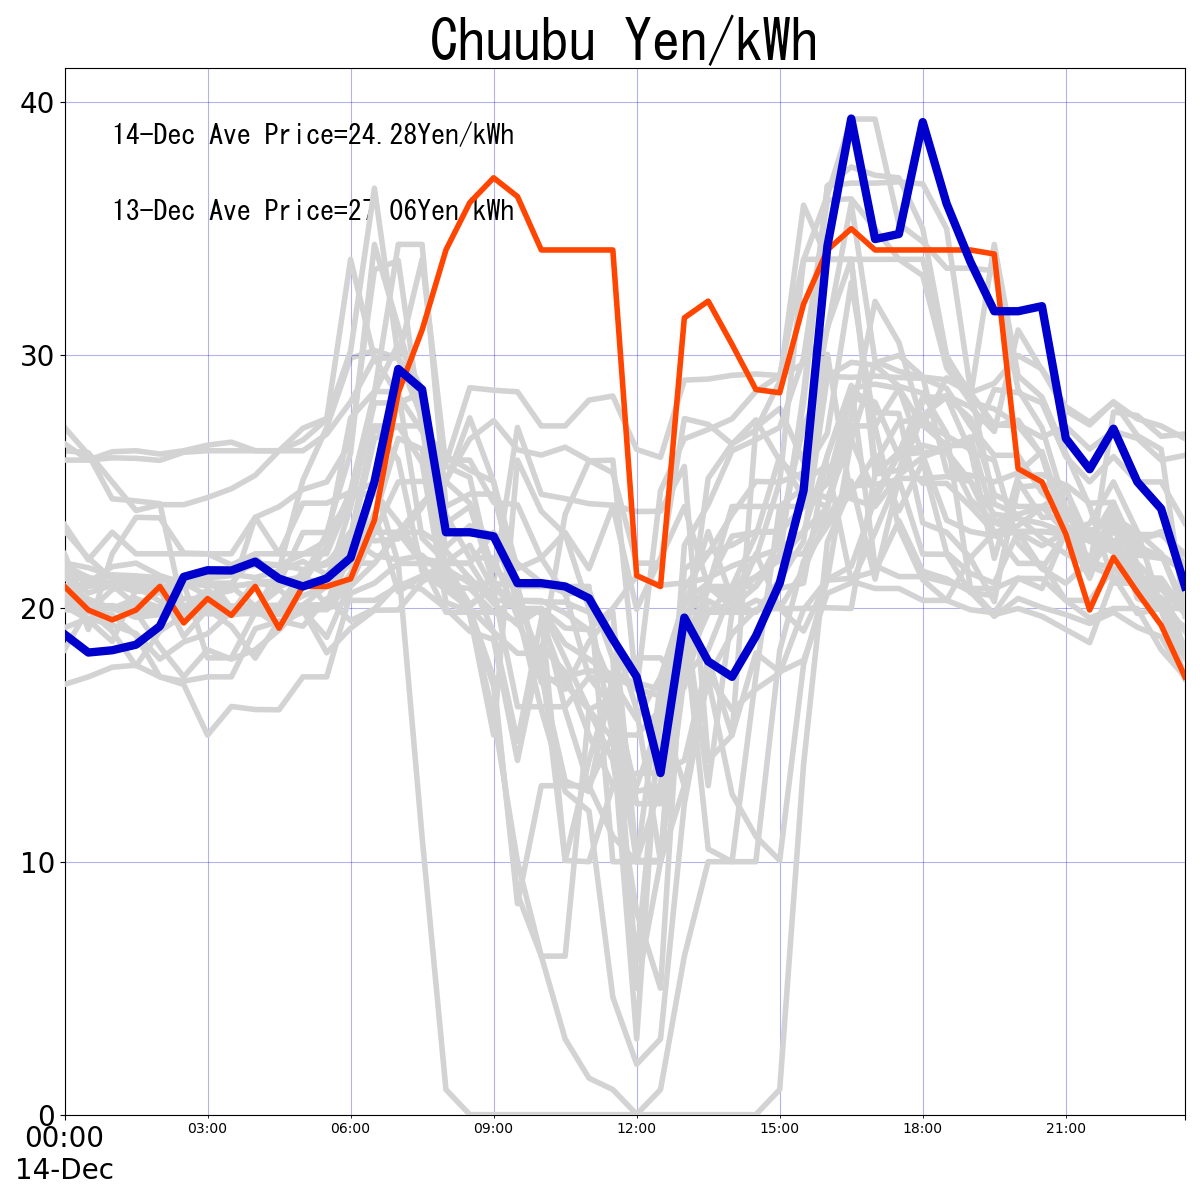 Chuubu Yen/kWh
40
14-Dec Ave Price=24.28Yen/kWh
13-Dec Ave Price=27.06Yen/kWh
30
20
10
0
00:00 03:00 06:00 09:00 12:00 15:00 18:00 21:00
14-Dec